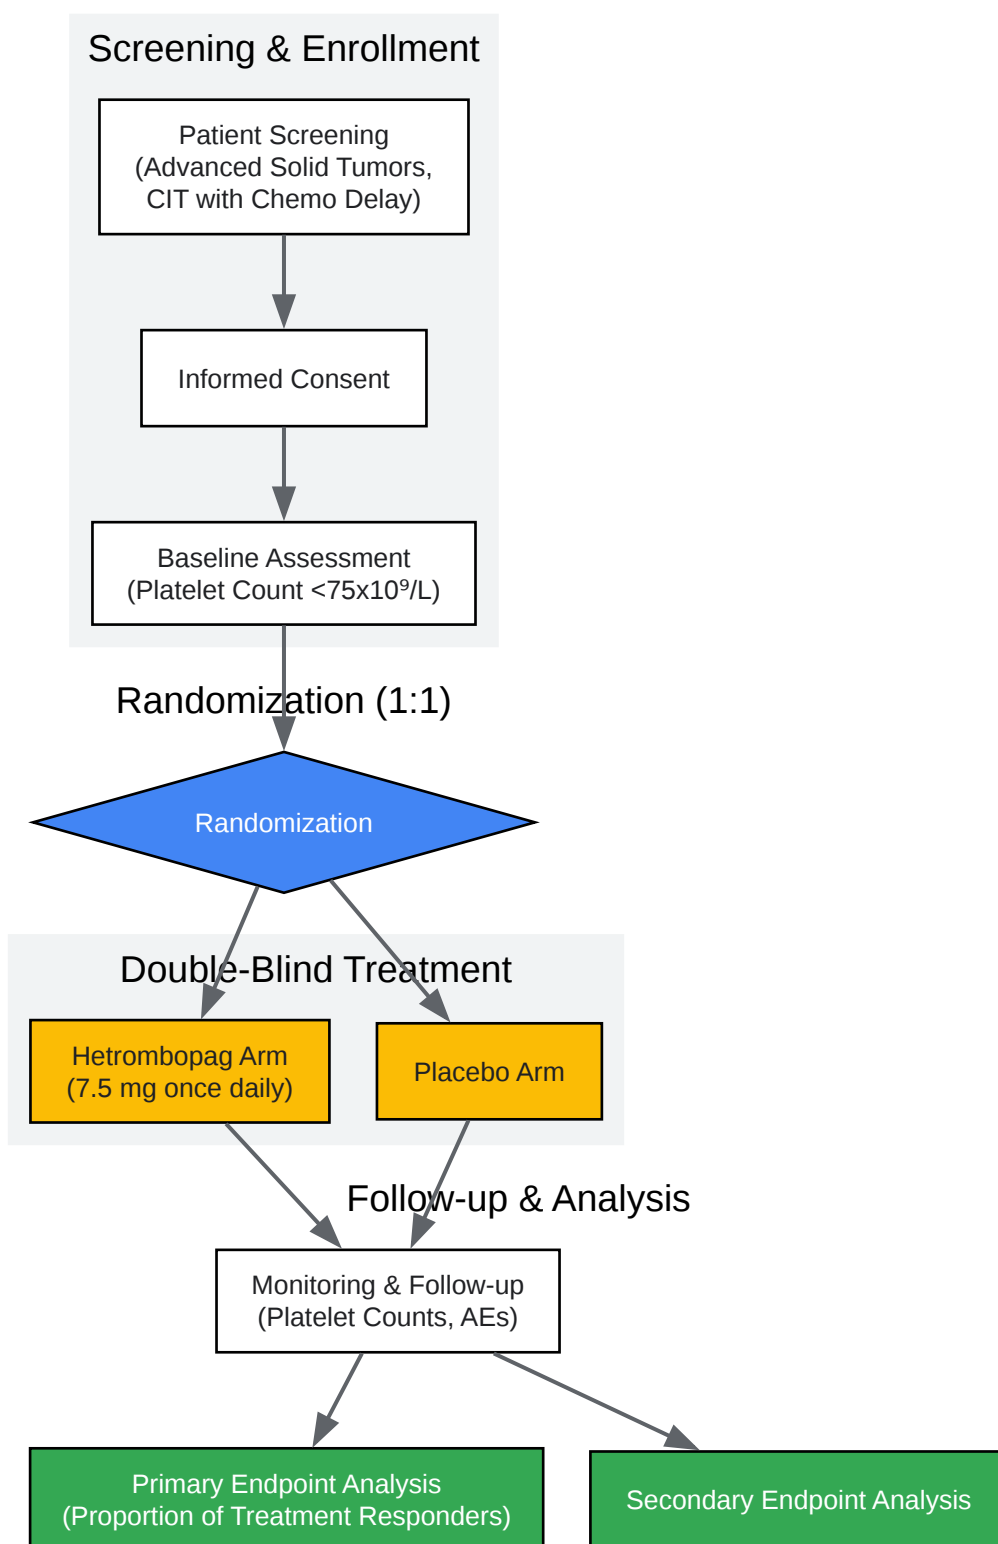 Screening & Enrollment
Patient Screening
(Advanced Solid Tumors,
CIT with Chemo Delay)
Informed Consent
Baseline Assessment
(Platelet Count <75x10⁹/L)
Randomization (1:1)
Randomization
Double-Blind Treatment
Hetrombopag Arm
(7.5 mg once daily)
Placebo Arm
Follow-up & Analysis
Monitoring & Follow-up
(Platelet Counts, AEs)
Primary Endpoint Analysis
(Proportion of Treatment Responders)
Secondary Endpoint Analysis